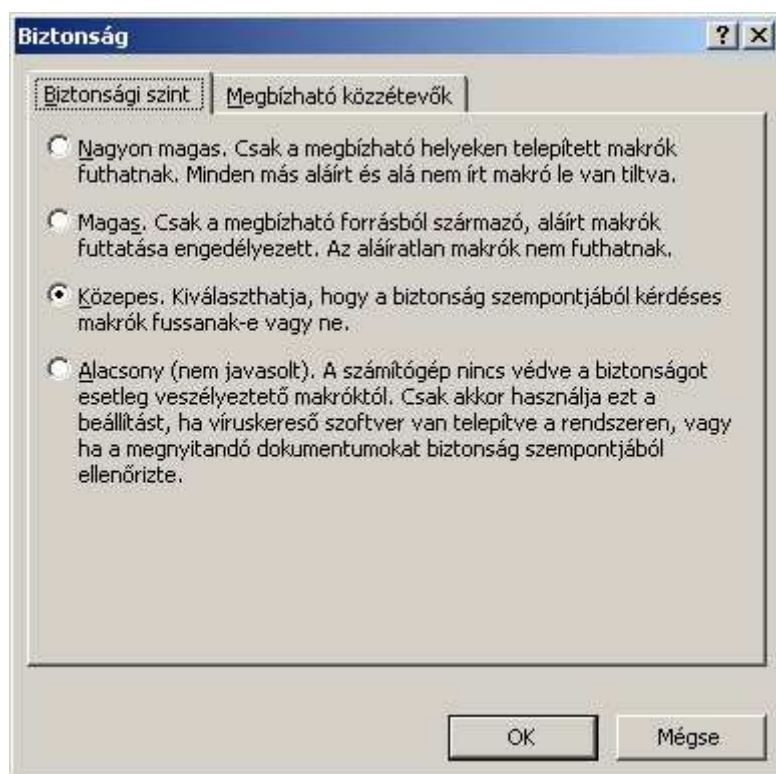 Biztonság
Biztonsági szint
Megbízható közzétevők
Nagyon magas. Csak a megbízható helyeken telepített makrók
futhatnak. Minden más aláírt és alá nem írt makró le van tiltva.
Magas. Csak a megbízható forrásból származó, aláírt makrók
futtatása engedélyezett. Az aláíratlan makrók nem futhatnak.
Közepes. Kiválaszthatja, hogy a biztonság szempontjából kérdéses
makrók fussanak-e vagy ne.
Alacsony (nem javasolt). A számítógép nincs védve a biztonságot
esetleg veszélyeztető makróktól. Csak akkor használja ezt a
beállítást, ha víruskereső szoftver van telepítve a rendszeren, vagy
ha a megnyitandó dokumentumokat biztonság szempontjából
ellenőrizte.
OK
Mégse